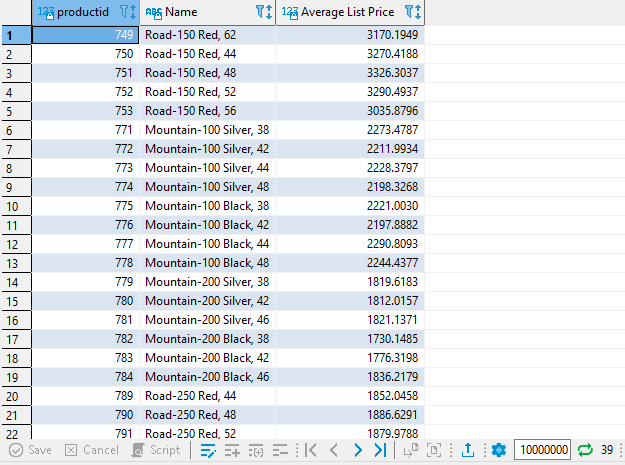 123 productid ABC Name 123 Average List Price
1 749 Road-150 Red, 62 3170.1949
2 750 Road-150 Red, 44 3270.4188
3 751 Road-150 Red, 48 3326.3037
4 752 Road-150 Red, 52 3290.4937
5 753 Road-150 Red, 56 3035.8796
6 771 Mountain-100 Silver, 38 2273.4787
7 772 Mountain-100 Silver, 42 2211.9934
8 773 Mountain-100 Silver, 44 2228.3797
9 774 Mountain-100 Silver, 48 2198.3268
10 775 Mountain-100 Black, 38 2221.0030
11 776 Mountain-100 Black, 42 2197.8882
12 777 Mountain-100 Black, 44 2290.8093
13 778 Mountain-100 Black, 48 2244.4377
14 779 Mountain-200 Silver, 38 1819.6183
15 780 Mountain-200 Silver, 42 1812.0157
16 781 Mountain-200 Silver, 46 1821.1371
17 782 Mountain-200 Black, 38 1730.1485
18 783 Mountain-200 Black, 42 1776.3198
19 784 Mountain-200 Black, 46 1836.2179
20 789 Road-250 Red, 44 1852.0458
21 790 Road-250 Red, 48 1886.6291
22 791 Road-250 Red, 52 1879.9788
Save Cancel Script 10000000 39